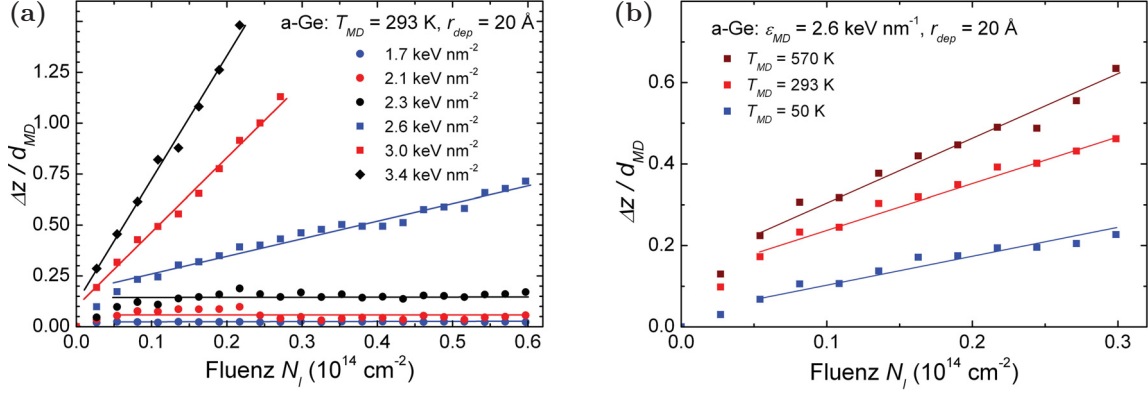 (a)
a-Ge: T_MD = 293 K, r_dep = 20 Å
1.7 keV nm⁻²
2.1 keV nm⁻²
2.3 keV nm⁻²
2.6 keV nm⁻²
3.0 keV nm⁻²
3.4 keV nm⁻²
Δz / d_MD
1.25
1.00
0.75
0.50
0.25
0.00
0.0 0.1 0.2 0.3 0.4 0.5 0.6
Fluenz N_I (10¹⁴ cm⁻²)
(b)
a-Ge: ε_MD = 2.6 keV nm⁻¹, r_dep = 20 Å
T_MD = 570 K
T_MD = 293 K
T_MD = 50 K
Δz / d_MD
0.6
0.4
0.2
0.0
0.0 0.1 0.2 0.3
Fluenz N_I (10¹⁴ cm⁻²)